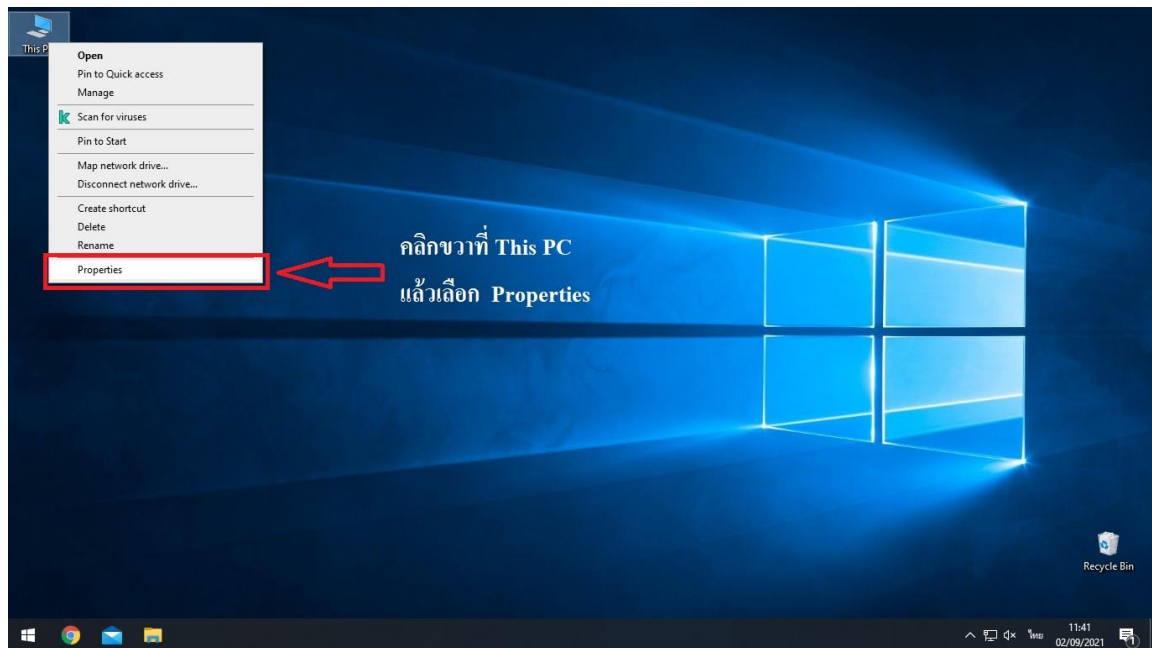 This P
Open
Pin to Quick access
Manage
Scan for viruses
Pin to Start
Map network drive...
Disconnect network drive...
Create shortcut
Delete
Rename
Properties
คลิกขวาที่ This PC
แล้วเลือก Properties
Recycle Bin
ไทย
11:41
02/09/2021
1